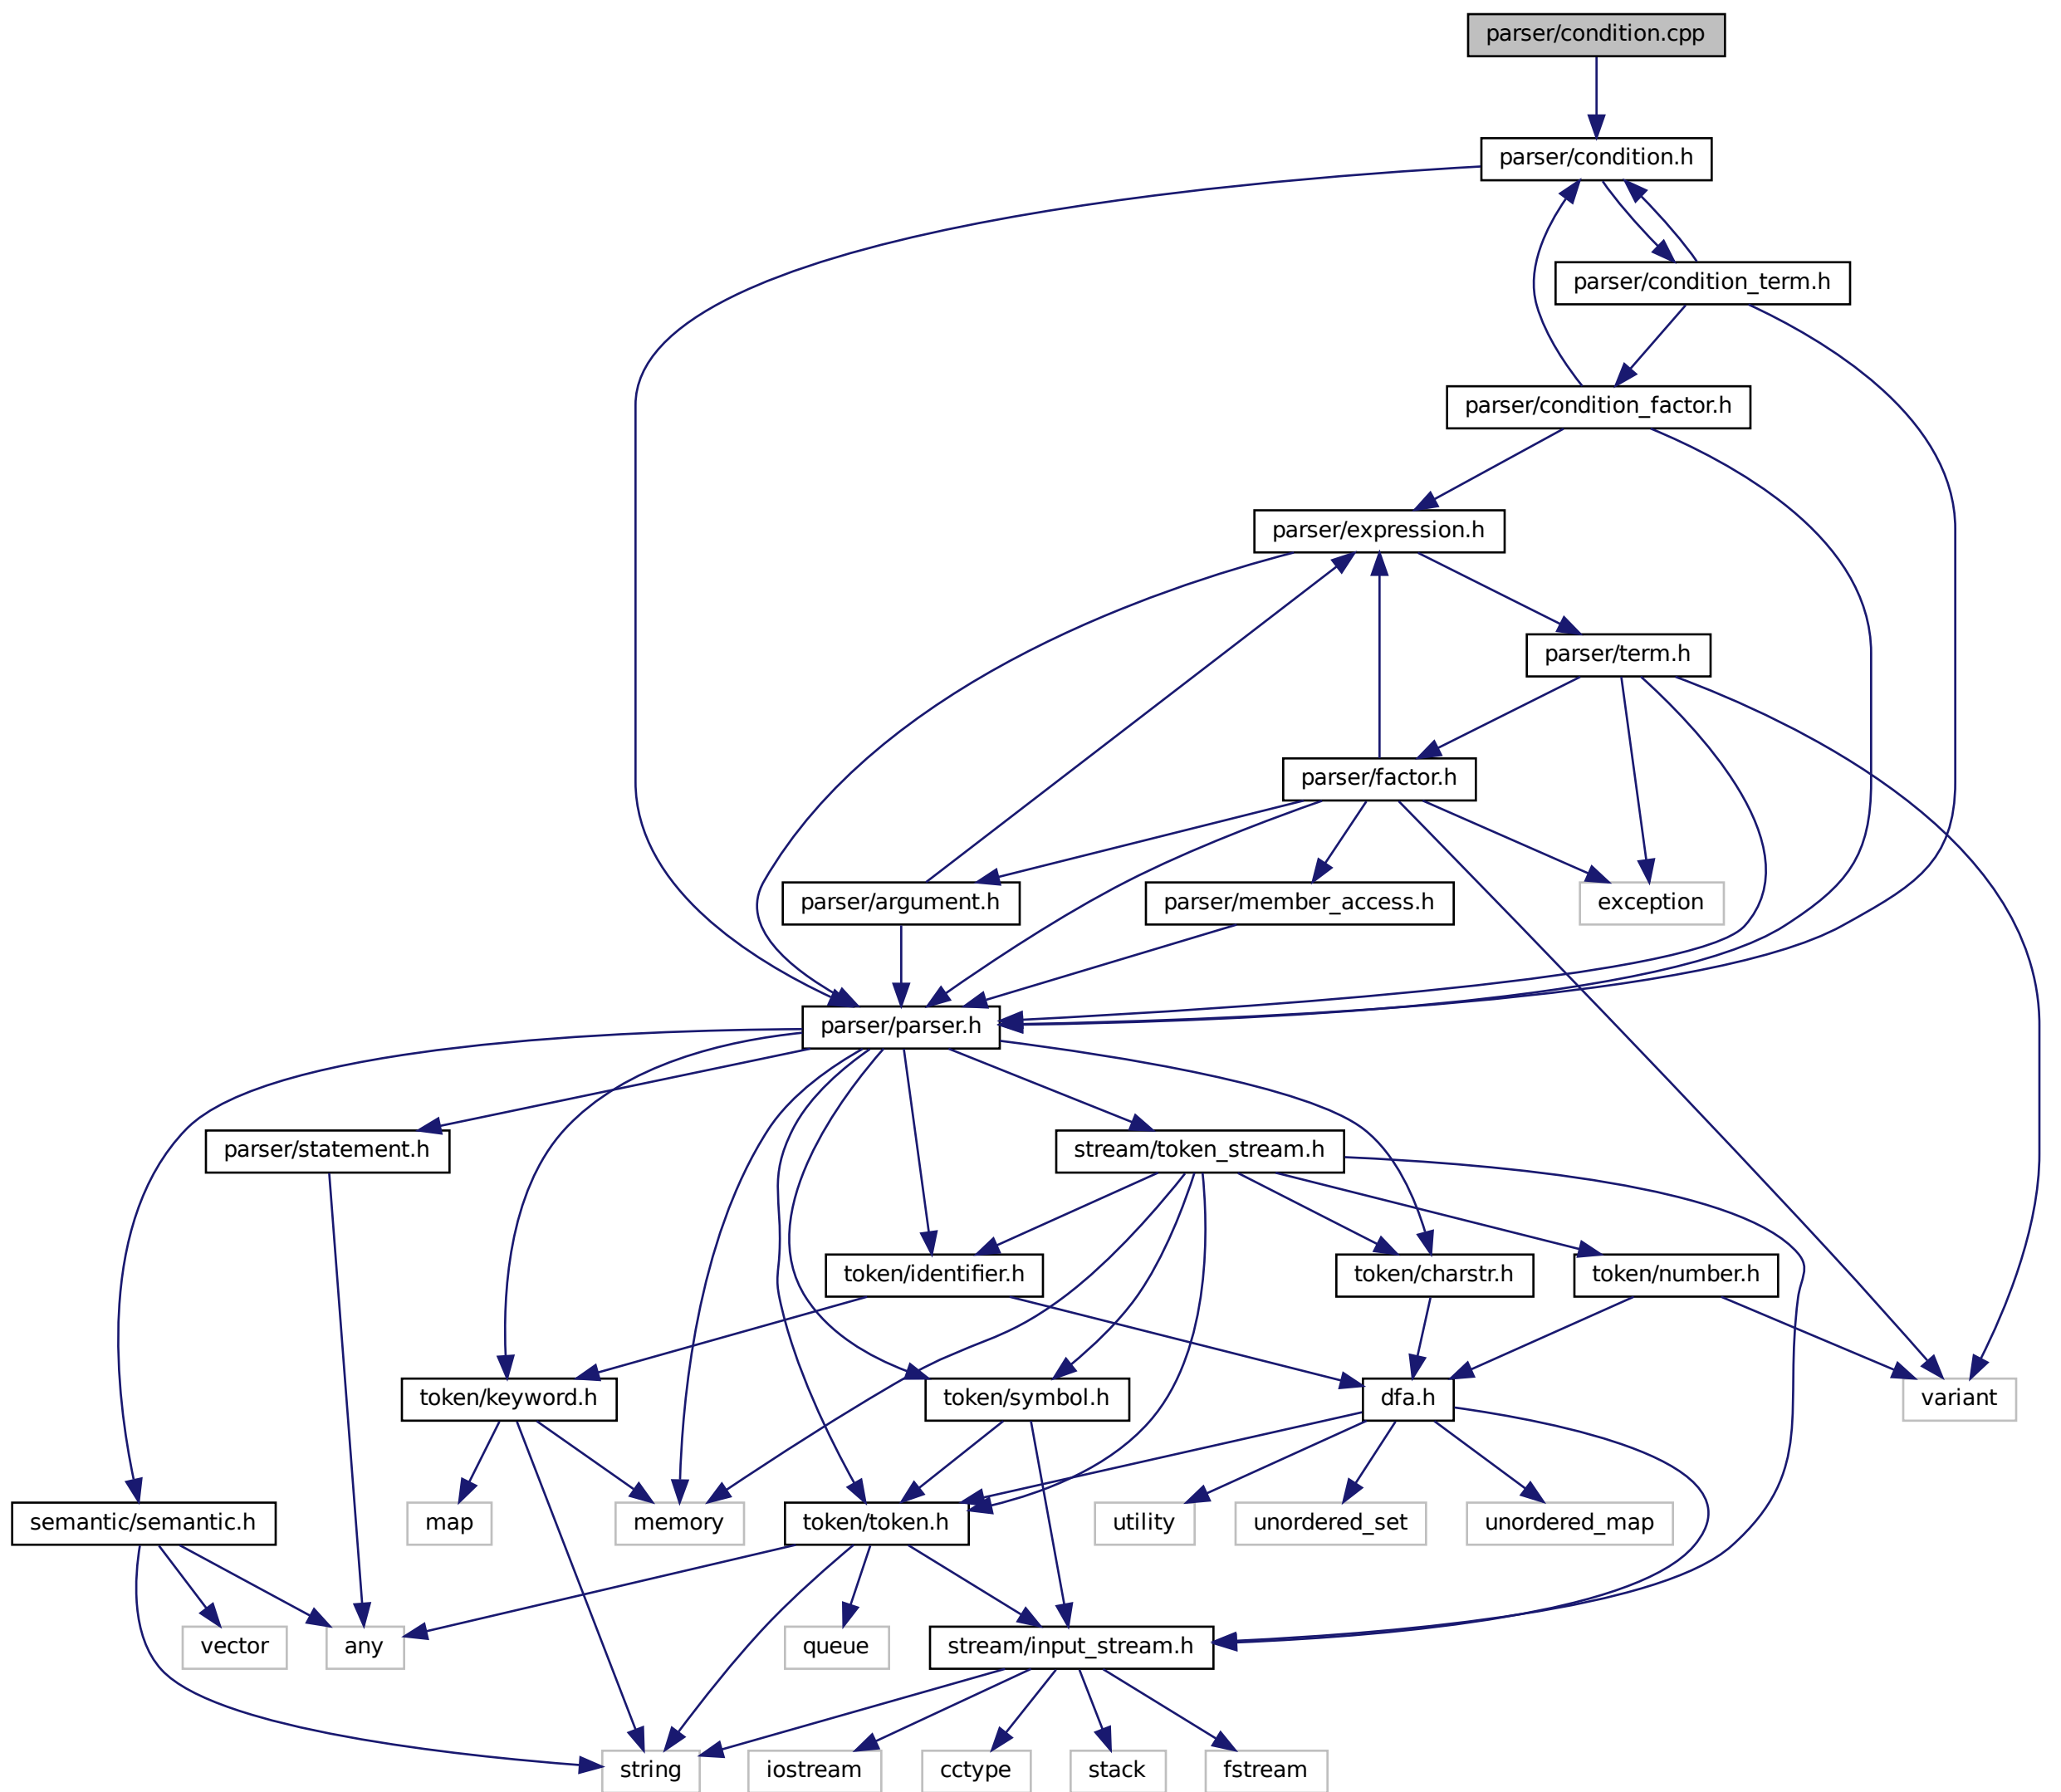 parser/condition.cpp
parser/condition.h
parser/condition_term.h
parser/condition_factor.h
parser/expression.h
parser/term.h
parser/factor.h
parser/argument.h
parser/member_access.h
exception
parser/parser.h
parser/statement.h
stream/token_stream.h
token/identifier.h
token/charstr.h
token/number.h
token/keyword.h
token/symbol.h
dfa.h
variant
semantic/semantic.h
map
memory
token/token.h
utility
unordered_set
unordered_map
vector
any
queue
stream/input_stream.h
string
iostream
cctype
stack
fstream